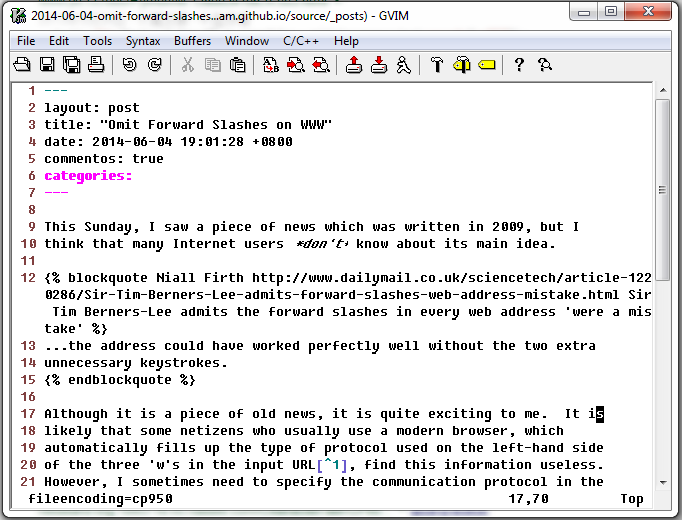 2014-06-04-omit-forward-slashes...am.github.io/source/_posts) - GVIM
File Edit Tools Syntax Buffers Window C/C++ Help
1 ---
2 layout: post
3 title: "Omit Forward Slashes on WWW"
4 date: 2014-06-04 19:01:28 +0800
5 commentos: true
6 categories:
7 ---
8
9 This Sunday, I saw a piece of news which was written in 2009, but I
10 think that many Internet users *don't* know about its main idea.
11
12 {% blockquote Niall Firth http://www.dailymail.co.uk/sciencetech/article-122
0286/Sir-Tim-Berners-Lee-admits-forward-slashes-web-address-mistake.html Sir
Tim Berners-Lee admits the forward slashes in every web address 'were a mis
take' %}
13 ...the address could have worked perfectly well without the two extra
14 unnecessary keystrokes.
15 {% endblockquote %}
16
17 Although it is a piece of old news, it is quite exciting to me.  It is
18 likely that some netizens who usually use a modern browser, which
19 automatically fills up the type of protocol used on the left-hand side
20 of the three 'w's in the input URL[^1], find this information useless.
21 However, I sometimes need to specify the communication protocol in the
fileencoding=cp950 17,70 Top